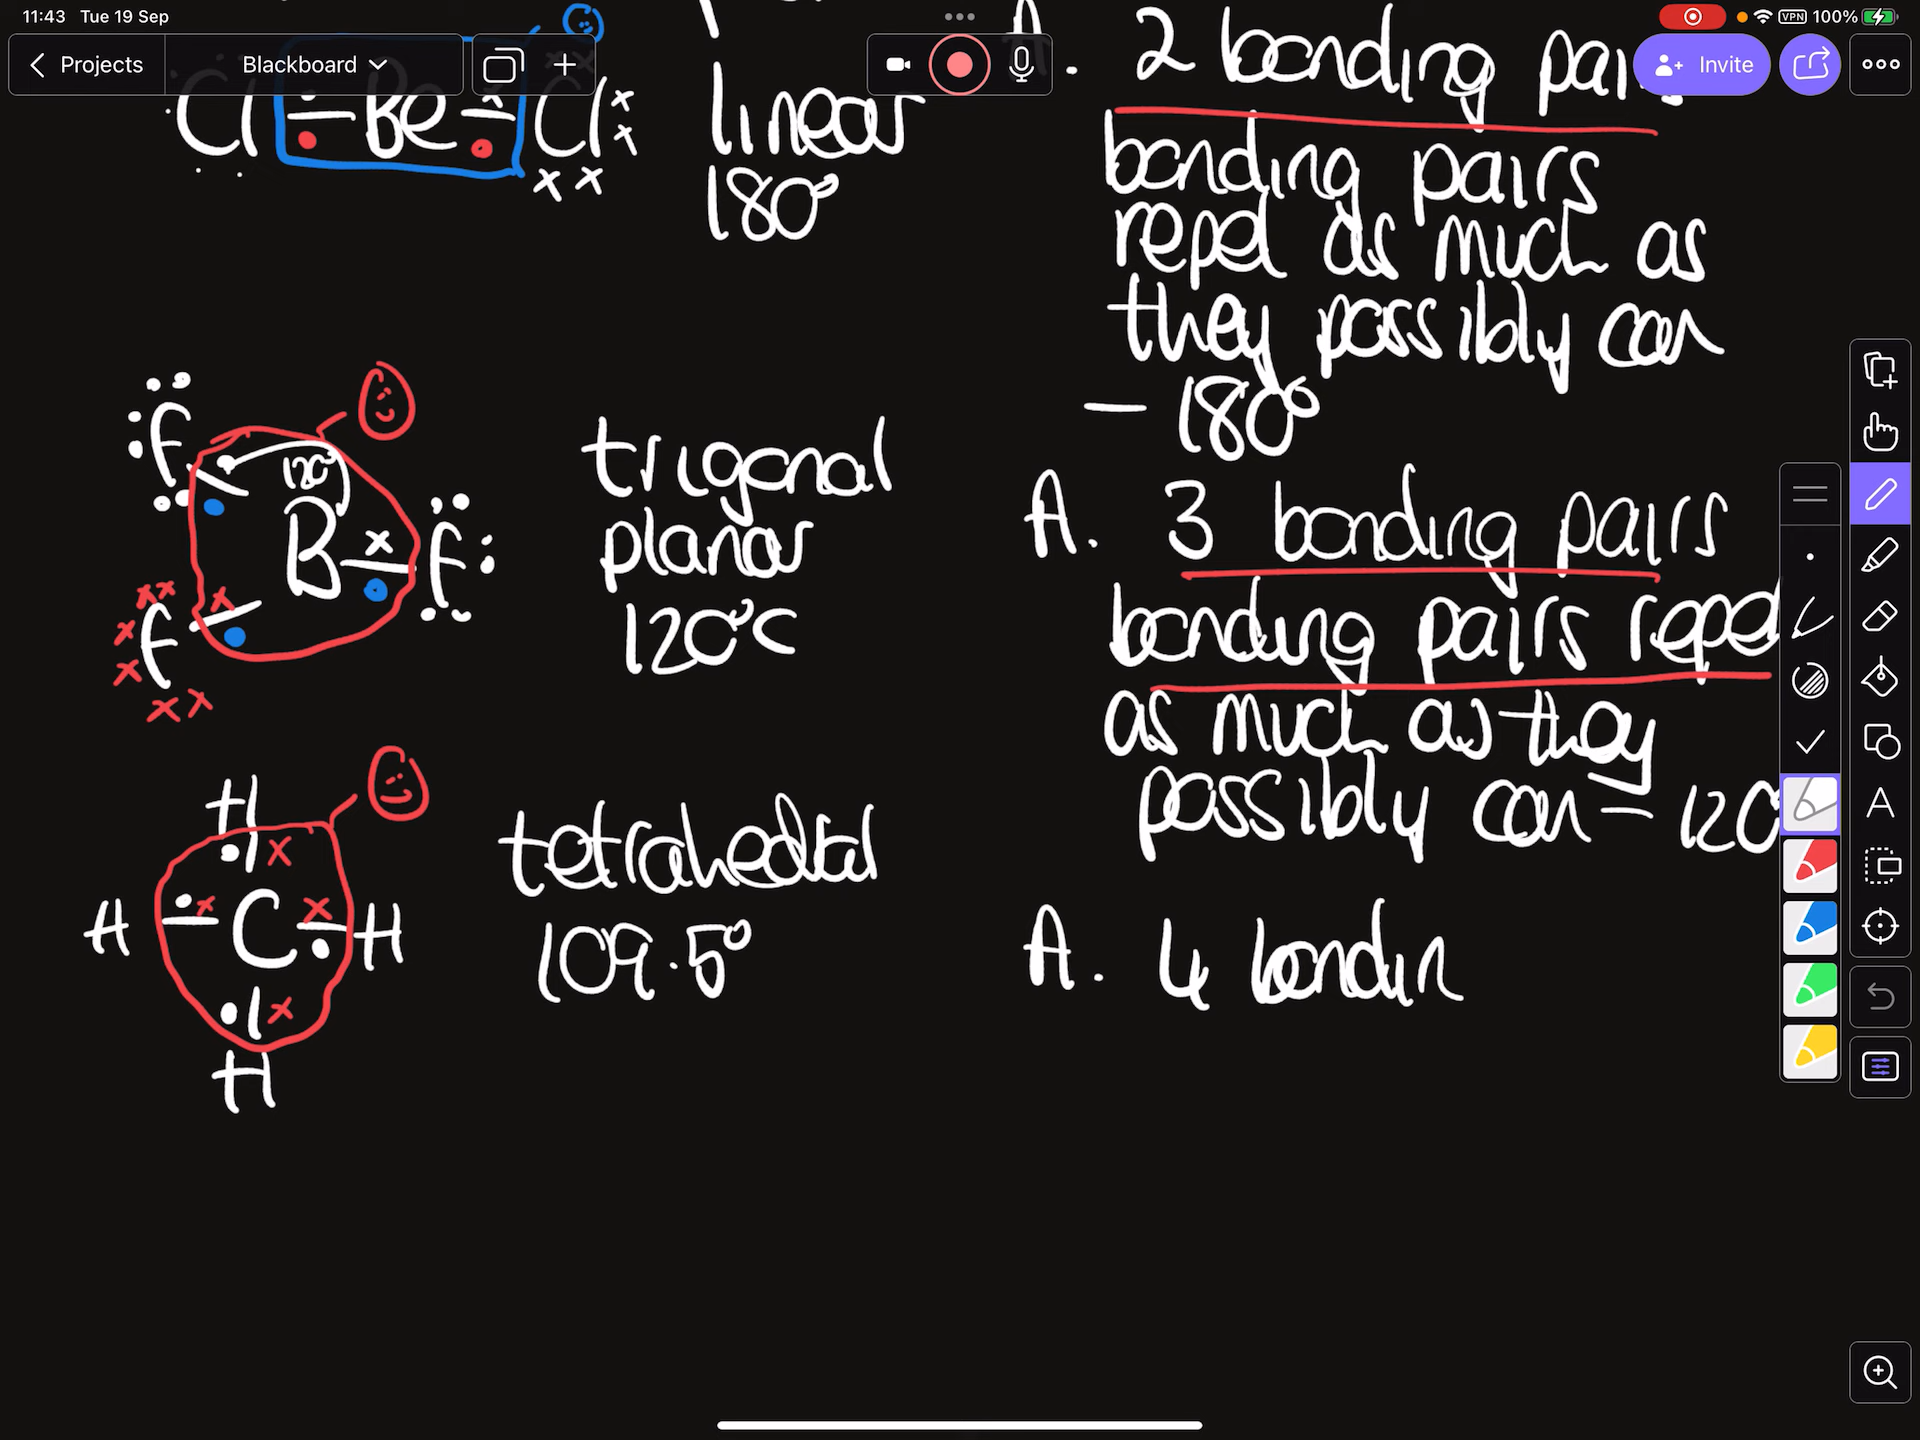 11:43 Tue 19 Sep
VPN 100%
Projects
Blackboard
Invite
A. 2 bonding pai
Cl Be Cl
linear
180°
bonding pairs
repel as much as
they possibly can
— 180°
F
120°
B F
F
trigonal
planar
120°C
A. 3 bonding pairs
bonding pairs repel
as much as they
possibly can — 120
H
H C H
H
tetrahedral
109.5°
A. 4 bondin
A